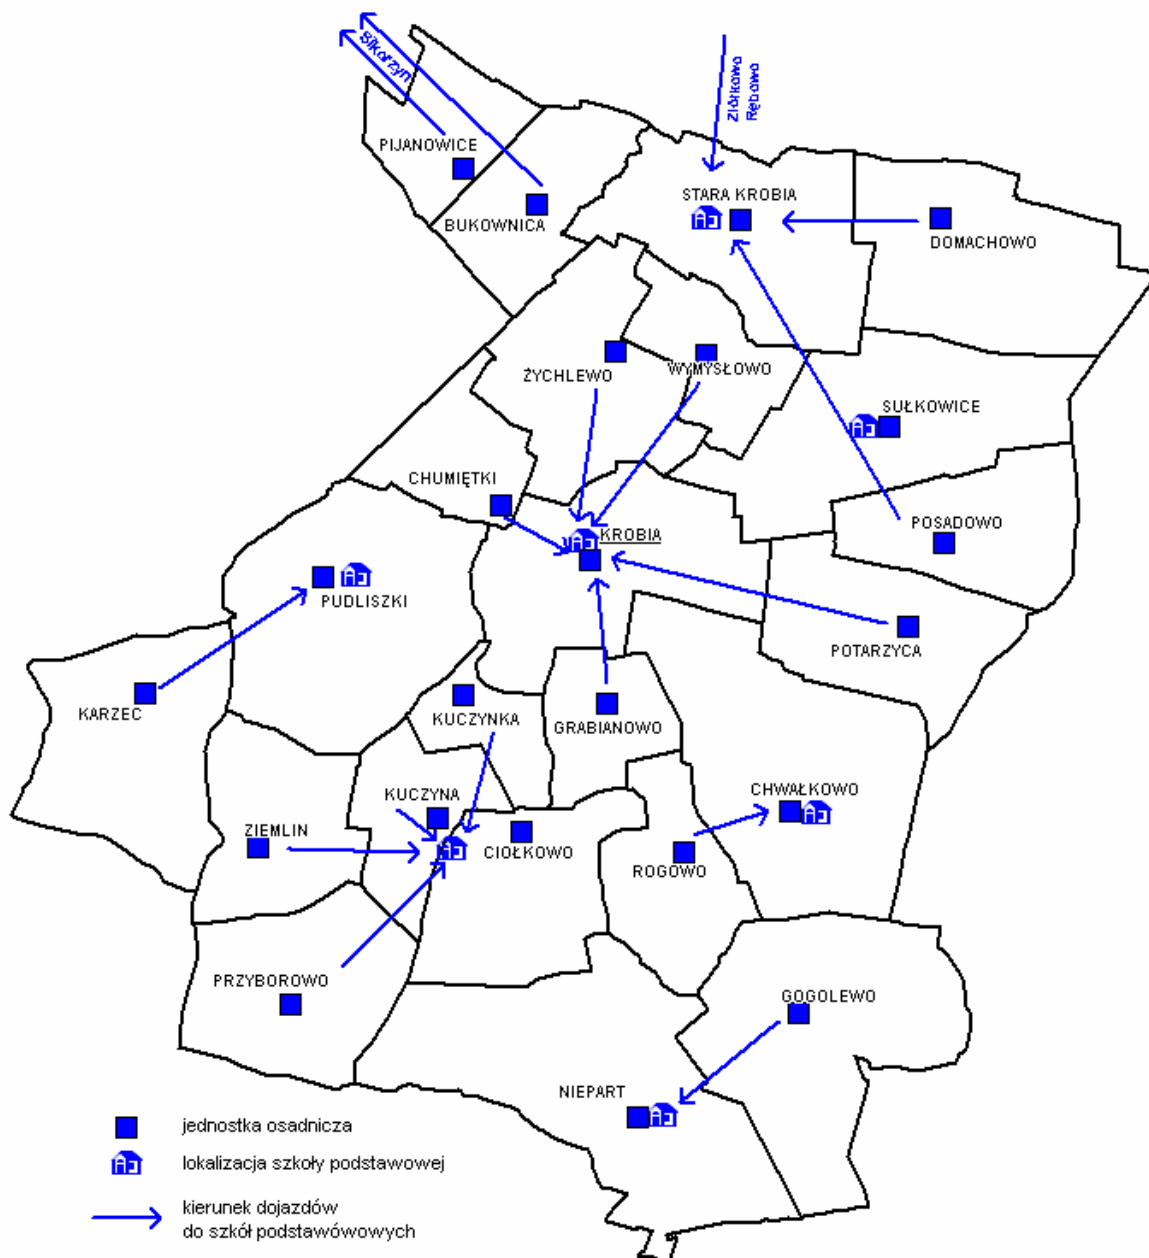 Sikorzyn
Ziółkowo
Rębowo
PIJANOWICE
BUKOWNICA
STARA KROBIA
DOMACHOWO
ŻYCHLEWO
WYMYSŁOWO
SUŁKOWICE
CHUMIĘTKI
KROBIA
POSADOWO
PUDLISZKI
POTARZYCA
KARZEC
KUCZYNKA
GRABIANOWO
KUCZYNA
CHWAŁKOWO
ZIEMLIN
CIOŁKOWO
ROGOWO
PRZYBOROWO
GOGOLEWO
NIEPART
jednostka osadnicza
lokalizacja szkoły podstawowej
kierunek dojazdów
do szkół podstawówowych